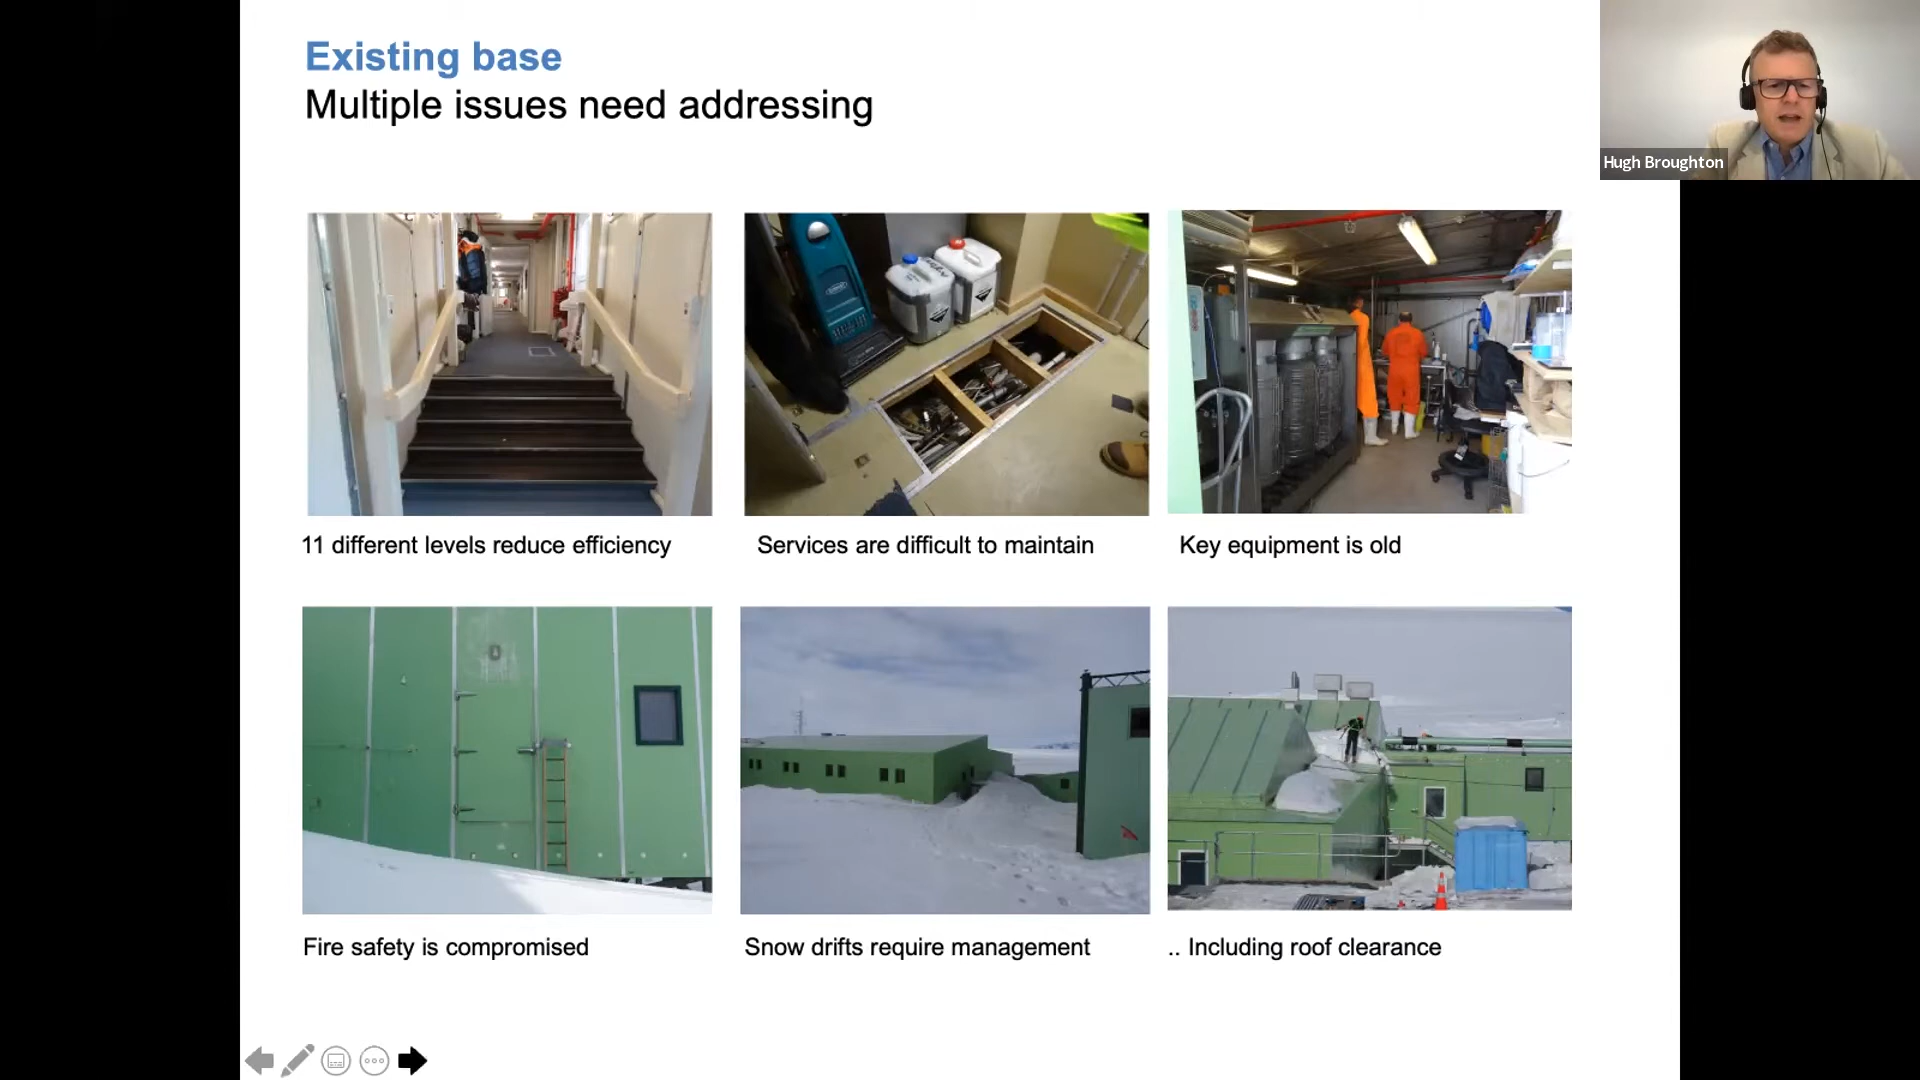 Existing base
Multiple issues need addressing
Hugh Broughton
11 different levels reduce efficiency
Services are difficult to maintain
Key equipment is old
Fire safety is compromised
Snow drifts require management
.. Including roof clearance